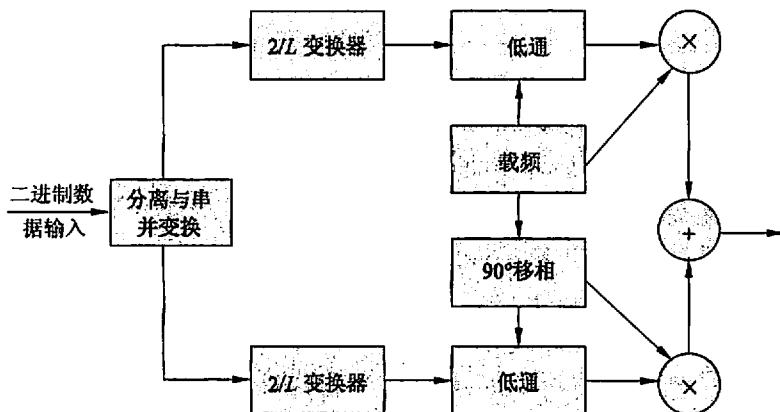 2/L 变换器
低通
×
载频
二进制数
据输入
分离与串
并变换
+
90°移相
2/L 变换器
低通
×